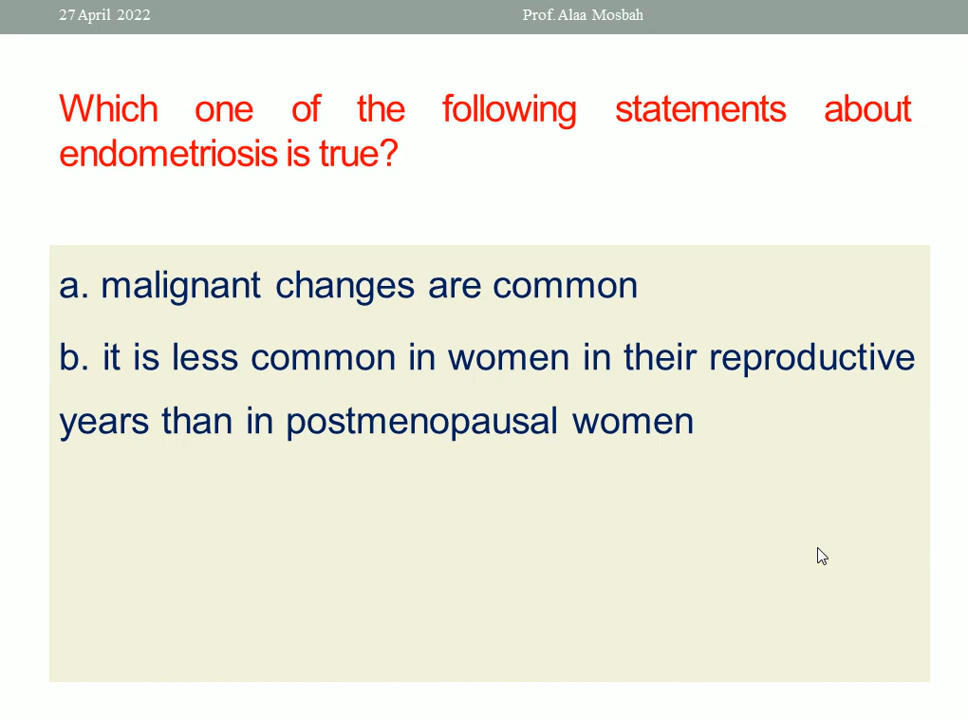 27 April 2022
Prof. Alaa Mosbah
Which one of the following statements about
endometriosis is true?
a. malignant changes are common
b. it is less common in women in their reproductive
years than in postmenopausal women